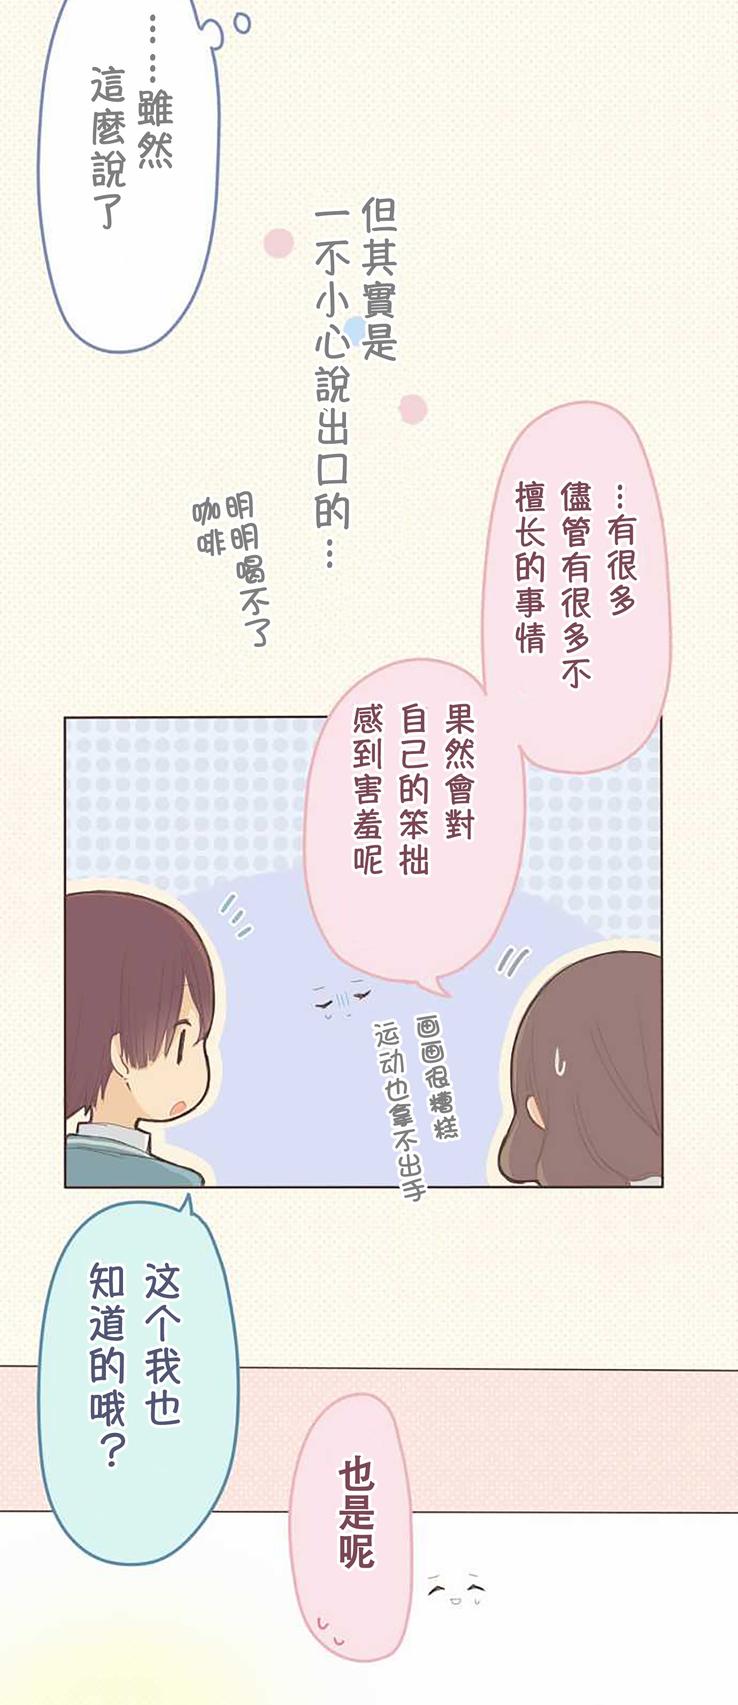 ……雖然
這麼說了
但其實是
一不小心說出口的…
明明喝不了
咖啡
…有很多
儘管有很多不
擅长的事情
果然會對
自己的笨拙
感到害羞呢
画画很糟糕
运动也拿不出手
这个我也
知道的哦？
也是呢